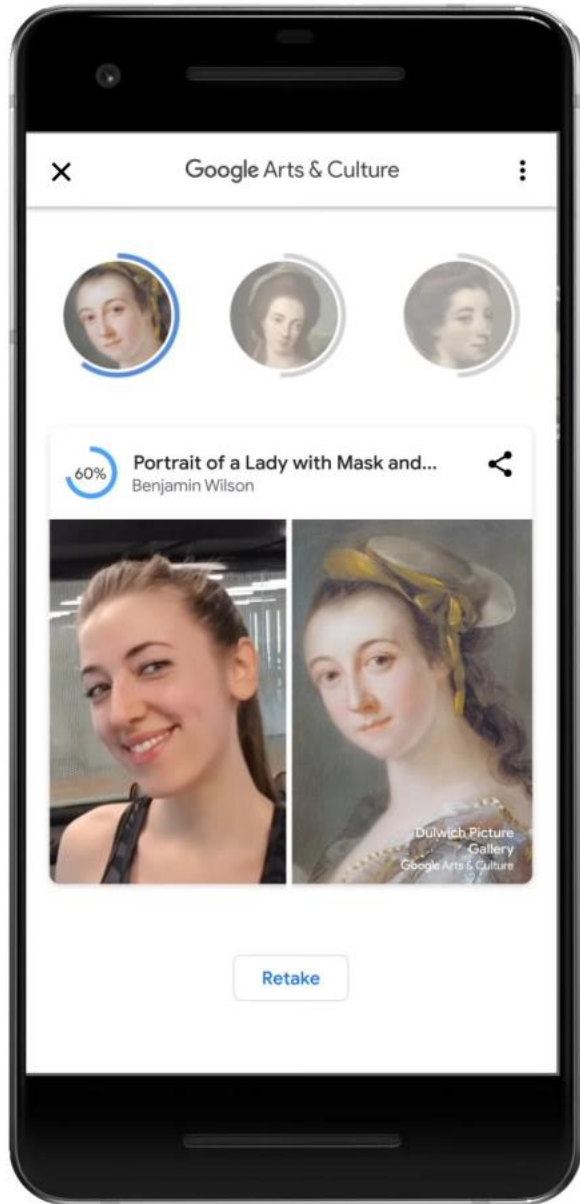 Google Arts & Culture
60%
Portrait of a Lady with Mask and...
Benjamin Wilson
Dulwich Picture
Gallery
Google Arts & Culture
Retake